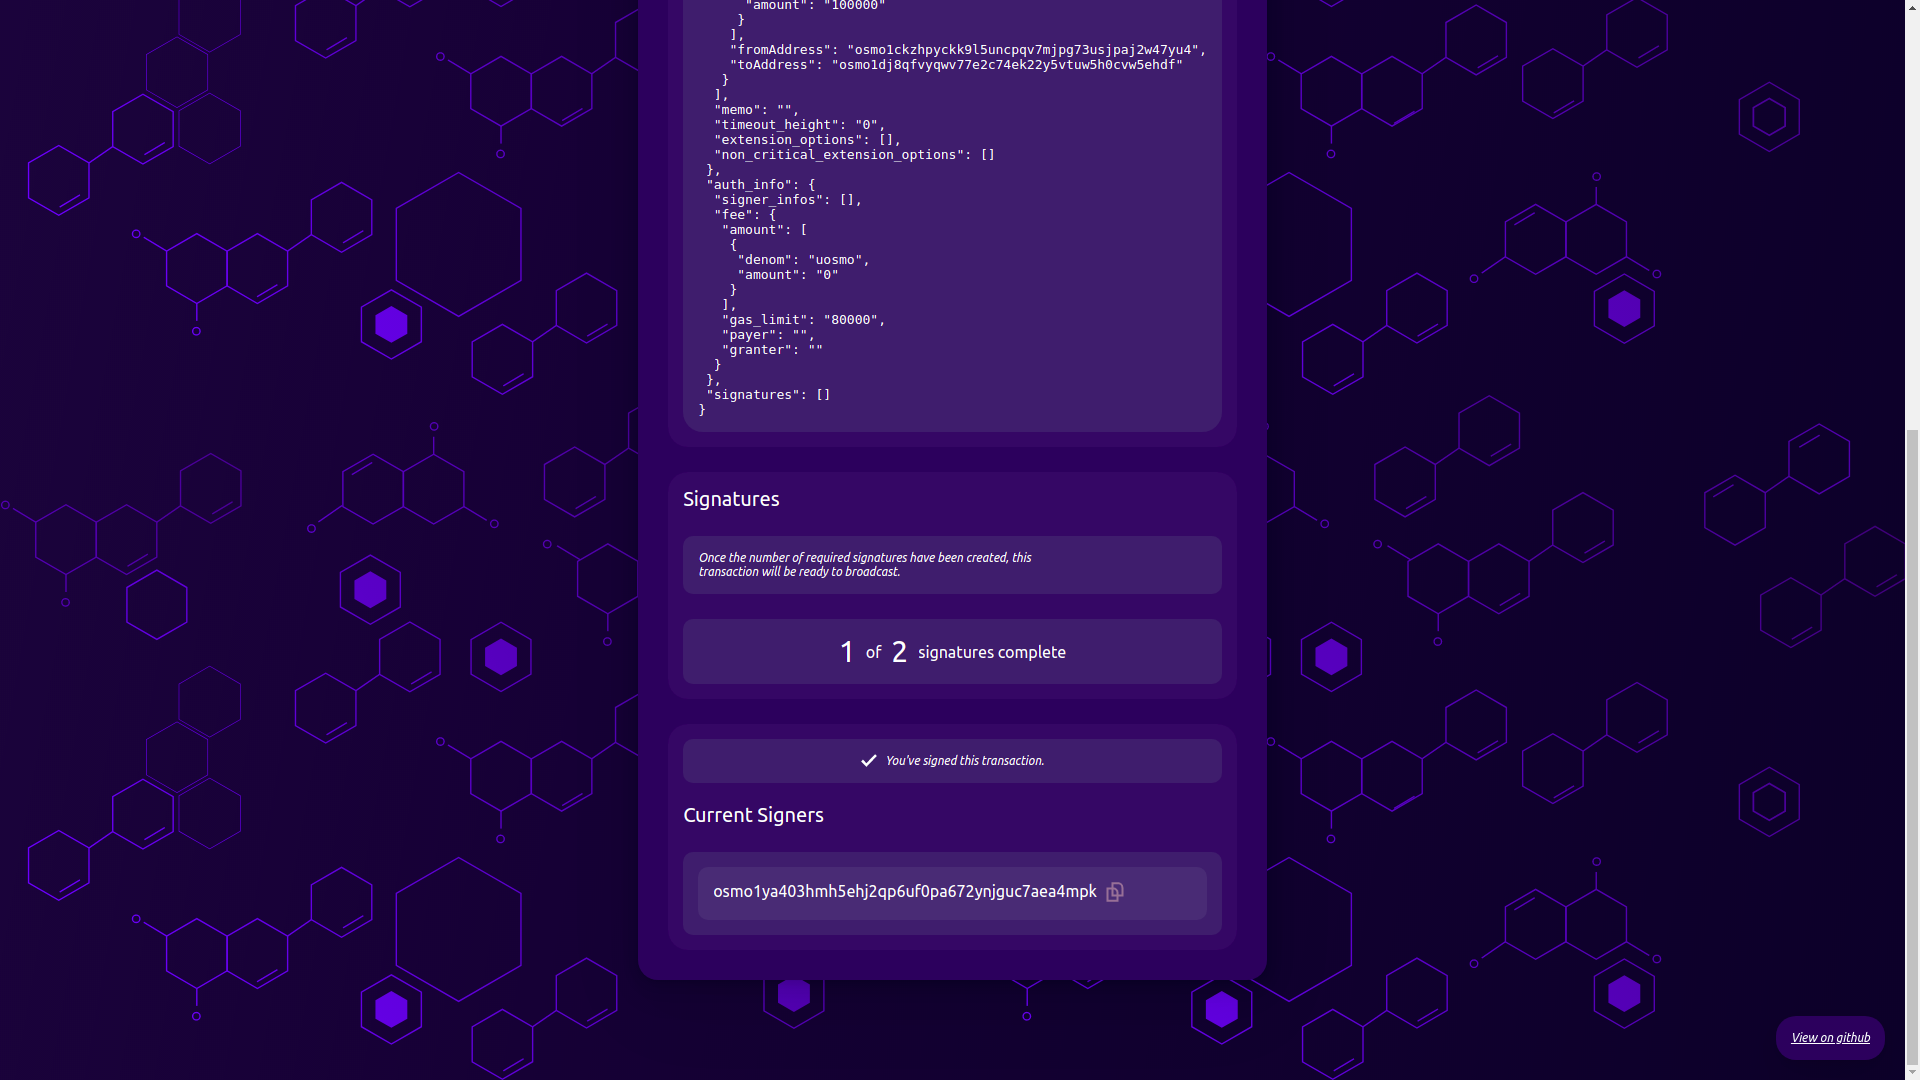 "amount": "100000"
}
],
"fromAddress": "osmo1ckzhpyckk9l5uncpqv7mjpg73usjpaj2w47yu4",
"toAddress": "osmo1dj8qfvyqwv77e2c74ek22y5vtuw5h0cvw5ehdf"
}
],
"memo": "",
"timeout_height": "0",
"extension_options": [],
"non_critical_extension_options": []
},
"auth_info": {
"signer_infos": [],
"fee": {
"amount": [
{
"denom": "uosmo",
"amount": "0"
}
],
"gas_limit": "80000",
"payer": "",
"granter": ""
}
},
"signatures": []
}
Signatures
Once the number of required signatures have been created, this
transaction will be ready to broadcast.
1 of 2 signatures complete
You've signed this transaction.
Current Signers
osmo1ya403hmh5ehj2qp6uf0pa672ynjguc7aea4mpk
View on github